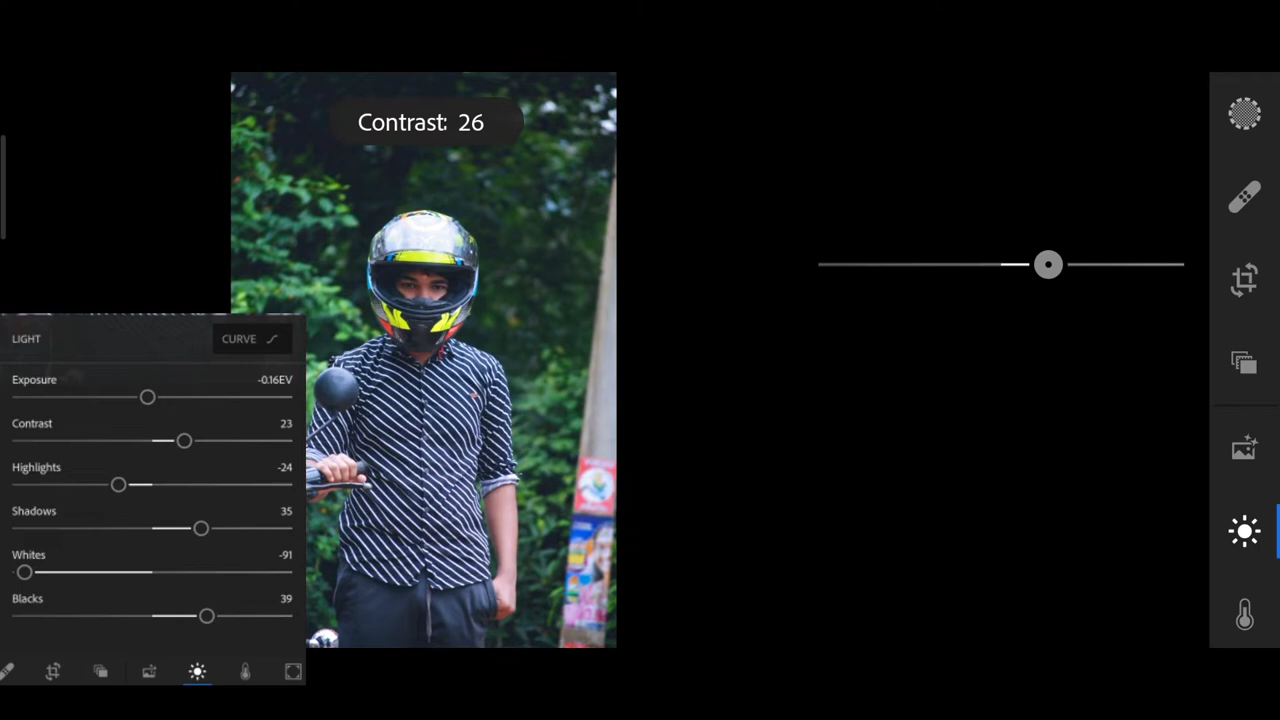 Contrast: 26
LIGHT
CURVE
Exposure -0.16EV
Contrast 23
Highlights -24
Shadows 35
Whites -91
Blacks 39